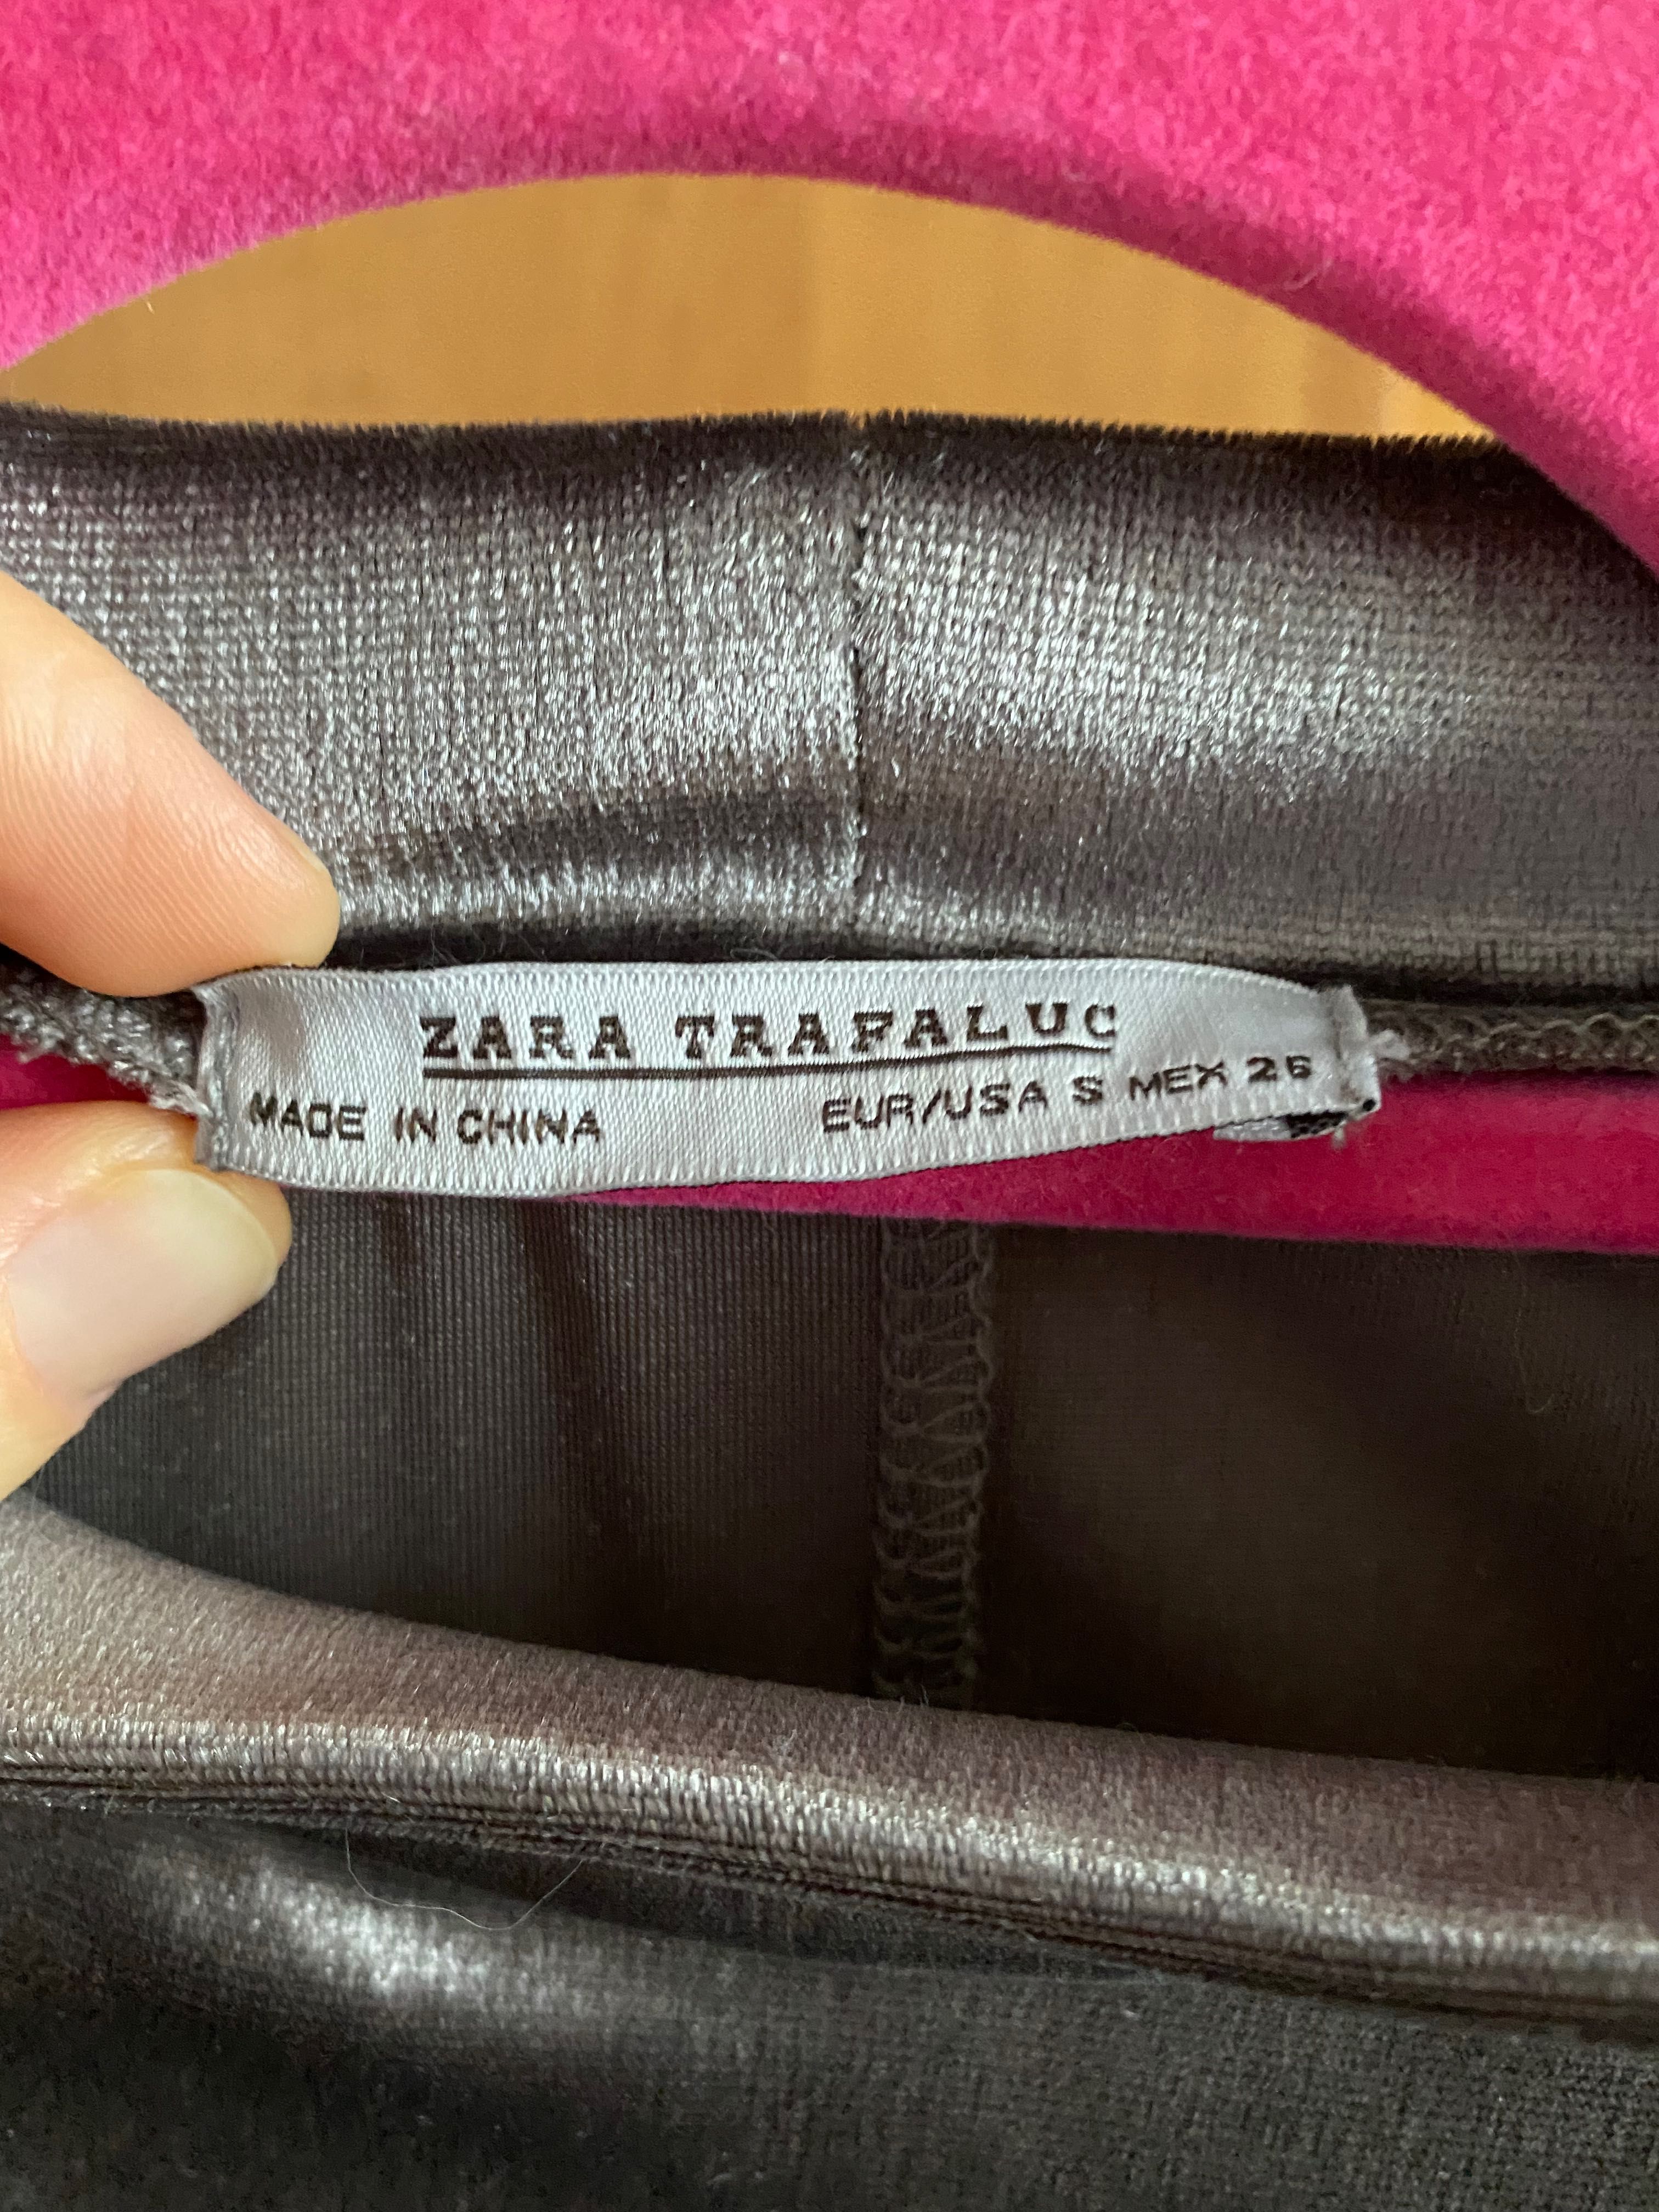 ZARA TRAFALUC
MADE IN CHINA EUR/USA S MEX 26